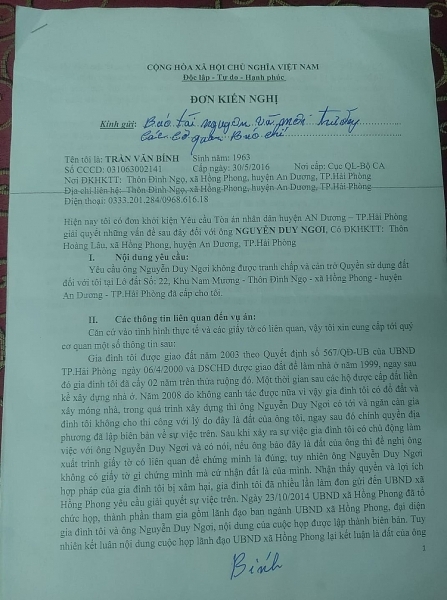 CỘNG HÒA XÃ HỘI CHỦ NGHĨA VIỆT NAM
Độc lập - Tự do - Hạnh phúc
ĐƠN KIẾN NGHỊ
Kính gửi: Báo tài nguyên và môi trường
Các cơ quan Báo chí
Tên tôi là: TRẦN VĂN BÍNH Sinh năm: 1963
Số CCCD: 031063002141 Cấp ngày: 30/5/2016 Nơi cấp: Cục QL-Bộ CA
Nơi ĐKHKTT: Thôn Đình Ngọ, xã Hồng Phong, huyện An Dương, TP.Hải Phòng
Địa chỉ liên hệ: Thôn Đình Ngọ, xã Hồng Phong, huyện An Dương, TP.Hải Phòng
Điện thoại: 0333.201.284/0968.616.18
Hiện nay tôi có đơn khởi kiện Yêu cầu Tòa án nhân dân huyện AN Dương – TP.Hải Phòng
giải quyết những vấn đề sau đây đối với ông NGUYỄN DUY NGƠI, Có ĐKHKTT: Thôn
Hoàng Lâu, xã Hồng Phong, huyện An Dương, TP.Hải Phòng
I. Nội dung yêu cầu:
Yêu cầu ông Nguyễn Duy Ngơi không được tranh chấp và cản trở Quyền sử dụng đất
đối với tôi tại Lô đất Số: 22, Khu Nam Mương - Thôn Đình Ngọ - xã Hồng Phong - huyện
An Dương - TP.Hải Phòng đã cấp cho tôi.
II. Các thông tin liên quan đến vụ án:
Căn cứ vào tình hình thực tế và các giấy tờ có liên quan, vậy tôi xin cung cấp tới quý
cơ quan một số thông tin sau:
Gia đình tôi được giao đất năm 2003 theo Quyết định số 567/QĐ-UB của UBND
TP.Hải Phòng ngày 06/4/2000 và DSCHD được giao đất để làm nhà ở năm 1999, ngay sau
đó gia đình tôi đã cấy 02 năm trên thửa ruộng đó. Một thời gian sau các hộ được cấp đất liền
kề xây dựng nhà ở. Năm 2008 do không canh tác được nữa vì vậy gia đình tôi có đổ đất và
xây móng nhà, trong quá trình xây dựng thì ông Nguyễn Duy Ngơi có tới và ngăn cản gia
đình tôi không cho thi công với lý do đây là đất của ông, ngay sau đó chính quyền địa
phương đã lập biên bản về sự việc trên. Sau khi xảy ra sự việc gia đình tôi có chủ động làm
việc với ông Nguyễn Duy Ngơi và có nói, nếu ông bảo đây là đất của ông thì đề nghị ông
xuất trình giấy tờ có liên quan để chứng minh là đúng, tuy nhiên ông Nguyễn Duy Ngơi
không có giấy tờ gì chứng minh mà cứ nhận đất là của mình. Nhận thấy quyền và lợi ích
hợp pháp của gia đình tôi bị xâm hại, gia đình tôi đã nhiều lần làm đơn gửi đến UBND xã
Hồng Phong yêu cầu giải quyết sự việc trên. Ngày 23/10/2014 UBND xã Hồng Phong đã tổ
chức họp, thành phần tham gia gồm lãnh đạo ban ngành UBND xã Hồng Phong, đại diện
gia đình tôi và ông Nguyễn Duy Ngơi, nội dung của cuộc họp được lập thành biên bản. Tuy
nhiên kết luận nội dung cuộc họp lãnh đạo UBND xã Hồng Phong lại kết luận là đất của ông
1
Bính